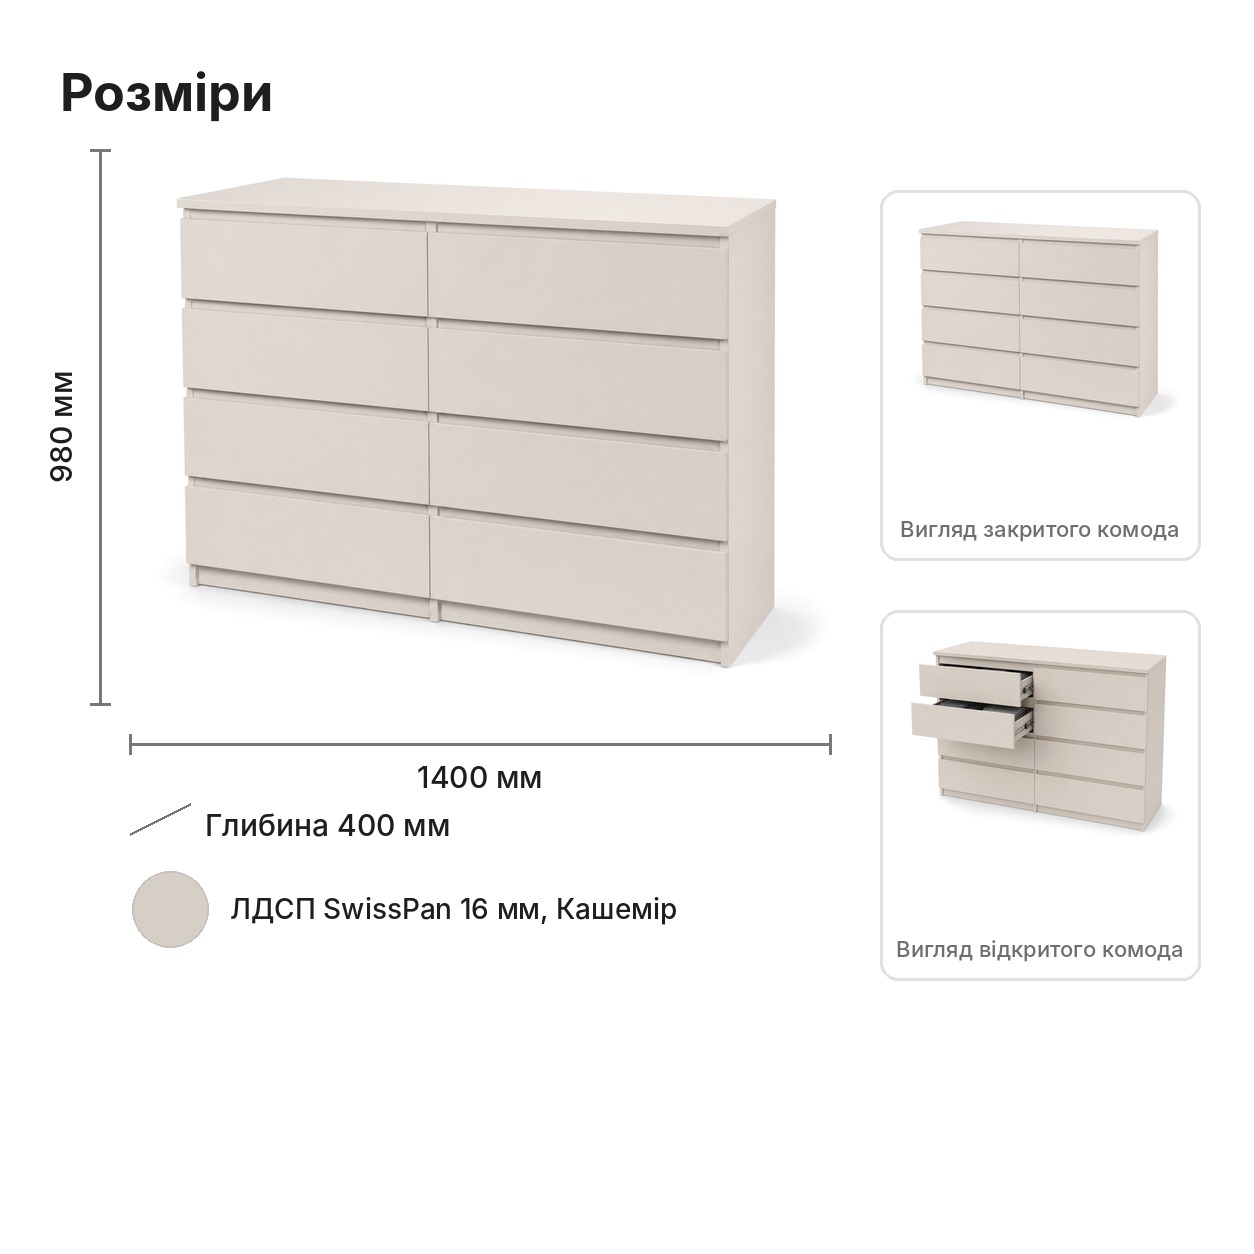 Розміри
980 мм
1400 мм
Глибина 400 мм
ЛДСП SwissPan 16 мм, Кашемір
Вигляд закритого комода
Вигляд відкритого комода